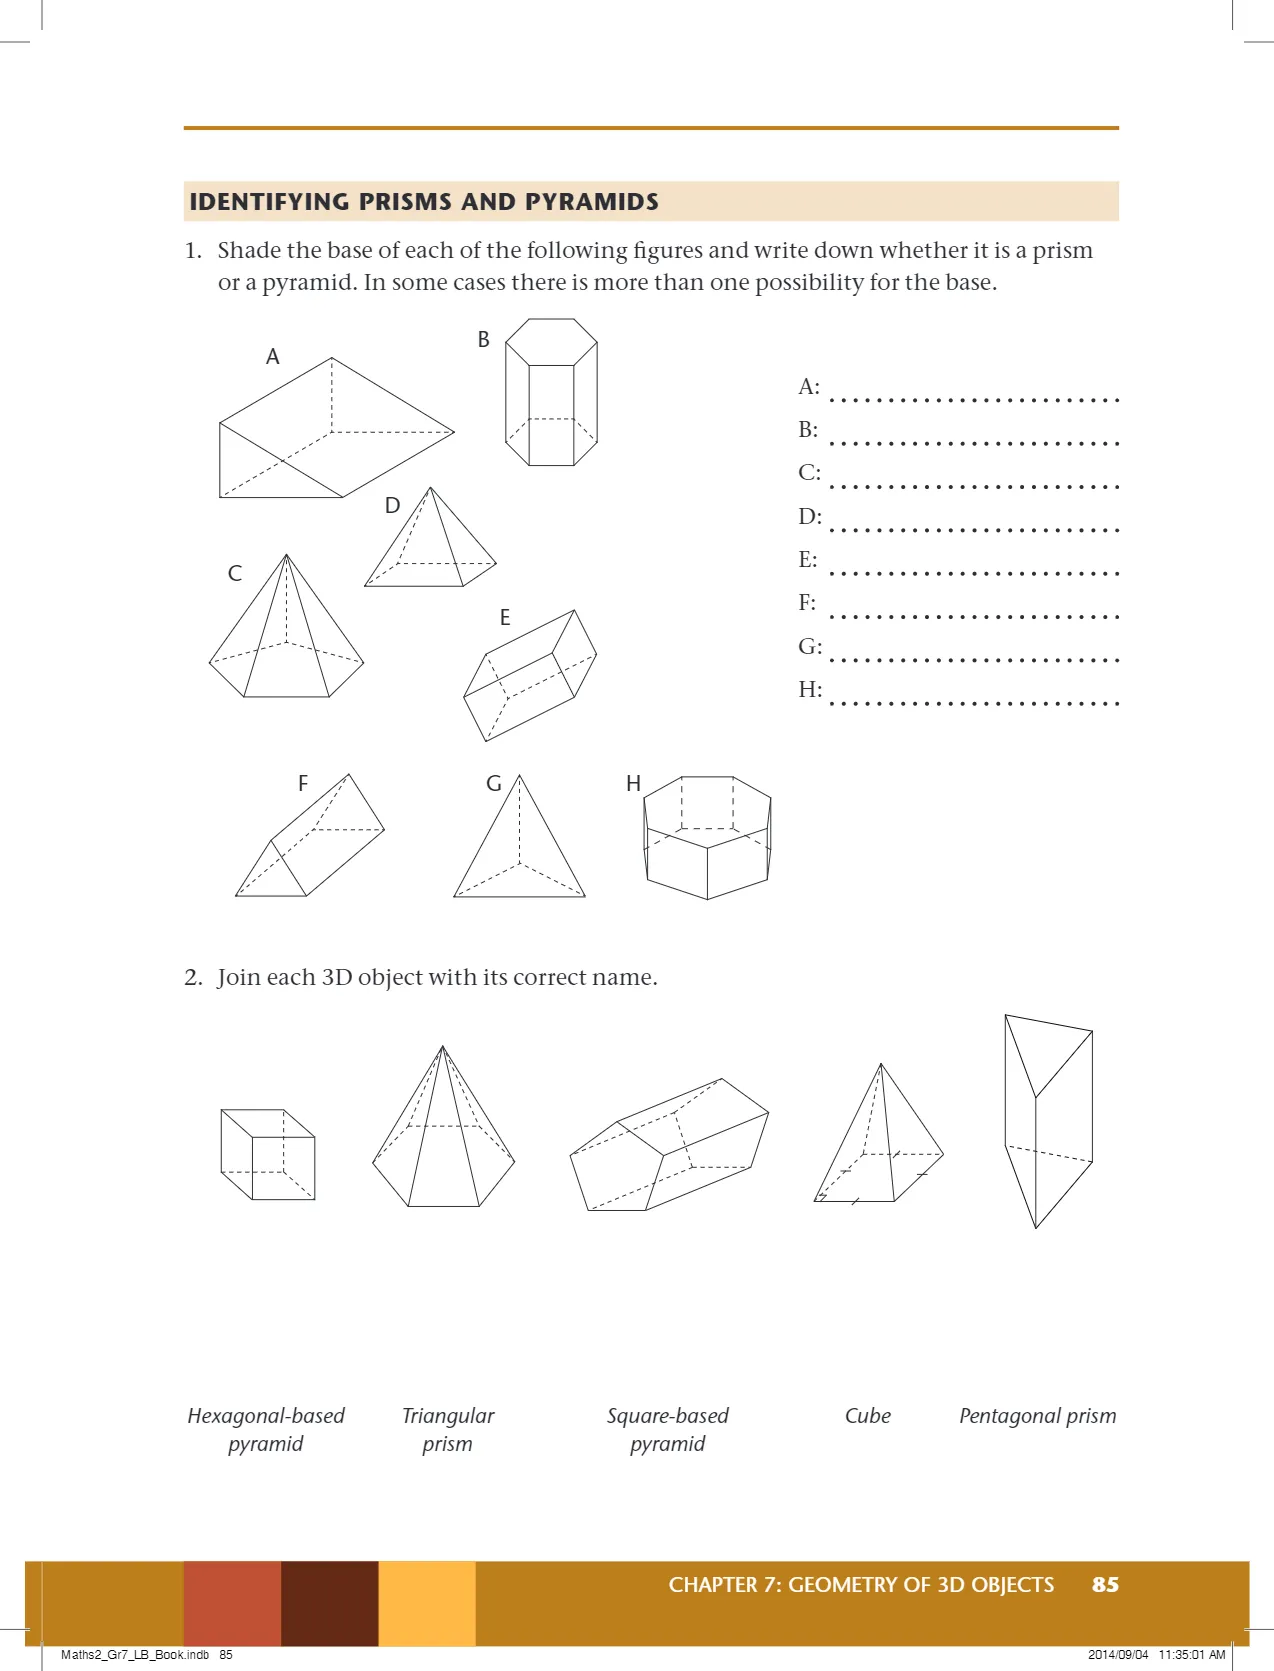 IDENTIFYING PRISMS AND PYRAMIDS
1. Shade the base of each of the following figures and write down whether it is a prism
or a pyramid. In some cases there is more than one possibility for the base.
A
B
D
C
E
F
G
H
A: .........................
B: .........................
C: .........................
D: .........................
E: .........................
F: .........................
G: .........................
H: .........................
2. Join each 3D object with its correct name.
Hexagonal-based
pyramid
Triangular
prism
Square-based
pyramid
Cube
Pentagonal prism
CHAPTER 7: GEOMETRY OF 3D OBJECTS 85
Maths2_Gr7_LB_Book.indb 85
2014/09/04 11:35:01 AM